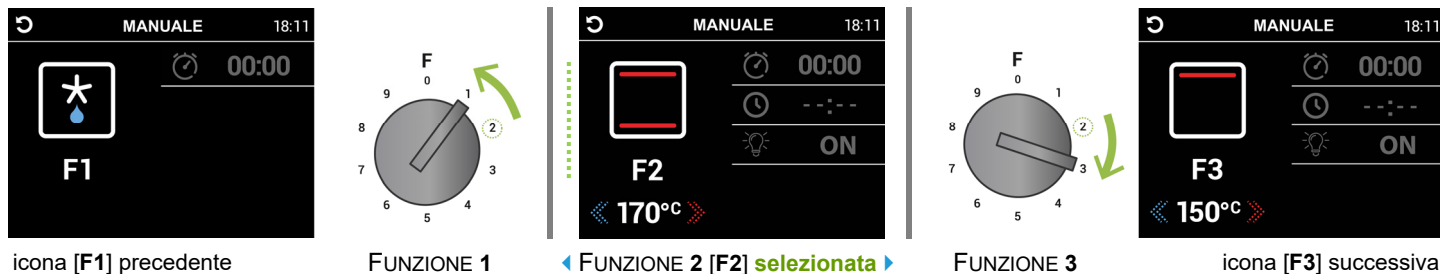 MANUALE 18:11
00:00
F1
F
0
1
2
3
4
5
6
7
8
9
MANUALE 18:11
00:00
--:--
ON
F2
170°C
F
0
1
2
3
4
5
6
7
8
9
MANUALE 18:11
00:00
--:--
ON
F3
150°C
icona [F1] precedente
FUNZIONE 1
FUNZIONE 2 [F2] selezionata
FUNZIONE 3
icona [F3] successiva